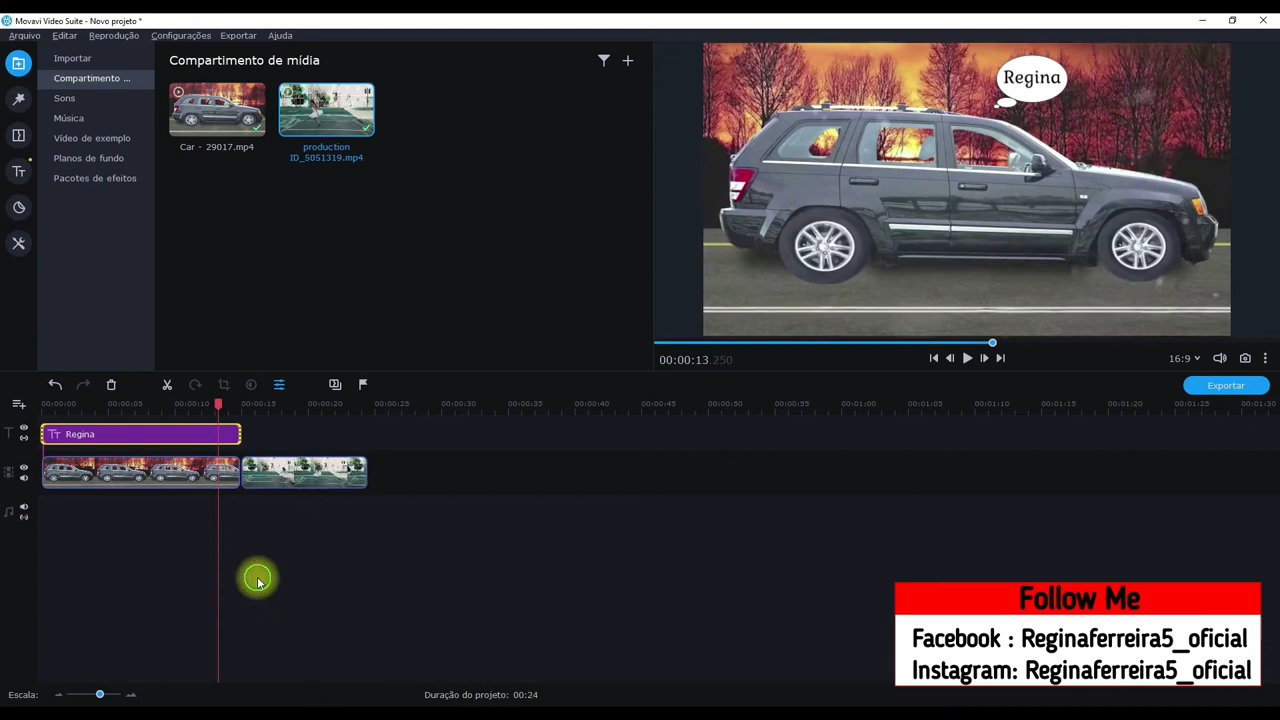 Movavi Video Suite - Novo projeto *
Arquivo Editar Reprodução Configurações Exportar Ajuda
Importar
Compartimento ...
Sons
Música
Vídeo de exemplo
Planos de fundo
Pacotes de efeitos
Compartimento de mídia
Car - 29017.mp4
production
ID_5051319.mp4
Regina
00:00:13.250
16:9
Exportar
00:00:00 00:00:05 00:00:10 00:00:15 00:00:20 00:00:25 00:00:30 00:00:35 00:00:40 00:00:45 00:00:50 00:00:55 00:01:00 00:01:05 00:01:10 00:01:15 00:01:20 00:01:25 00:01:30
Tт Regina
Follow Me
Facebook : Reginaferreira5_oficial
Instagram: Reginaferreira5_oficial
Escala:
Duração do projeto: 00:24